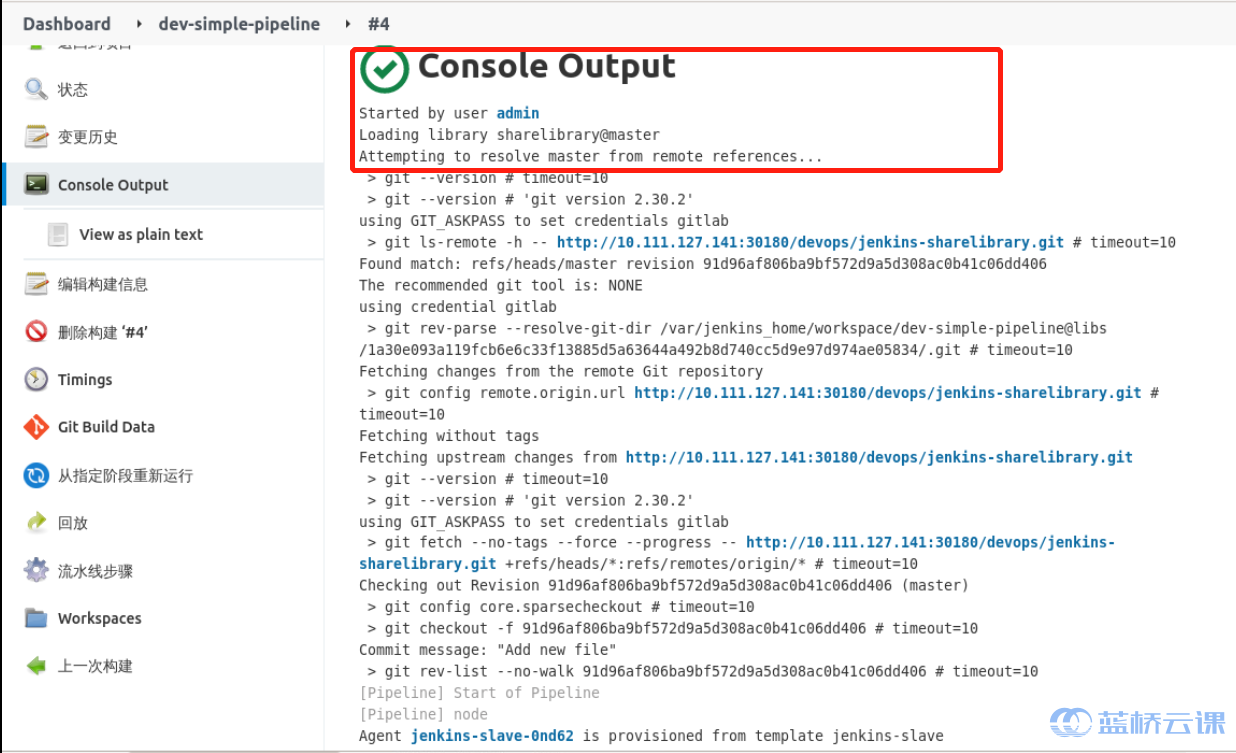 Dashboard ▸ dev-simple-pipeline ▸ #4
返回到项目
状态
变更历史
Console Output
View as plain text
编辑构建信息
删除构建 ‘#4’
Timings
Git Build Data
从指定阶段重新运行
回放
流水线步骤
Workspaces
上一次构建
Console Output
Started by user admin
Loading library sharelibrary@master
Attempting to resolve master from remote references...
> git --version # timeout=10
> git --version # 'git version 2.30.2'
using GIT_ASKPASS to set credentials gitlab
> git ls-remote -h -- http://10.111.127.141:30180/devops/jenkins-sharelibrary.git # timeout=10
Found match: refs/heads/master revision 91d96af806ba9bf572d9a5d308ac0b41c06dd406
The recommended git tool is: NONE
using credential gitlab
> git rev-parse --resolve-git-dir /var/jenkins_home/workspace/dev-simple-pipeline@libs
/1a30e093a119fcb6e6c33f13885d5a63644a492b8d740cc5d9e97d974ae05834/.git # timeout=10
Fetching changes from the remote Git repository
> git config remote.origin.url http://10.111.127.141:30180/devops/jenkins-sharelibrary.git #
timeout=10
Fetching without tags
Fetching upstream changes from http://10.111.127.141:30180/devops/jenkins-sharelibrary.git
> git --version # timeout=10
> git --version # 'git version 2.30.2'
using GIT_ASKPASS to set credentials gitlab
> git fetch --no-tags --force --progress -- http://10.111.127.141:30180/devops/jenkins-
sharelibrary.git +refs/heads/*:refs/remotes/origin/* # timeout=10
Checking out Revision 91d96af806ba9bf572d9a5d308ac0b41c06dd406 (master)
> git config core.sparsecheckout # timeout=10
> git checkout -f 91d96af806ba9bf572d9a5d308ac0b41c06dd406 # timeout=10
Commit message: "Add new file"
> git rev-list --no-walk 91d96af806ba9bf572d9a5d308ac0b41c06dd406 # timeout=10
[Pipeline] Start of Pipeline
[Pipeline] node
Agent jenkins-slave-0nd62 is provisioned from template jenkins-slave
蓝桥云课